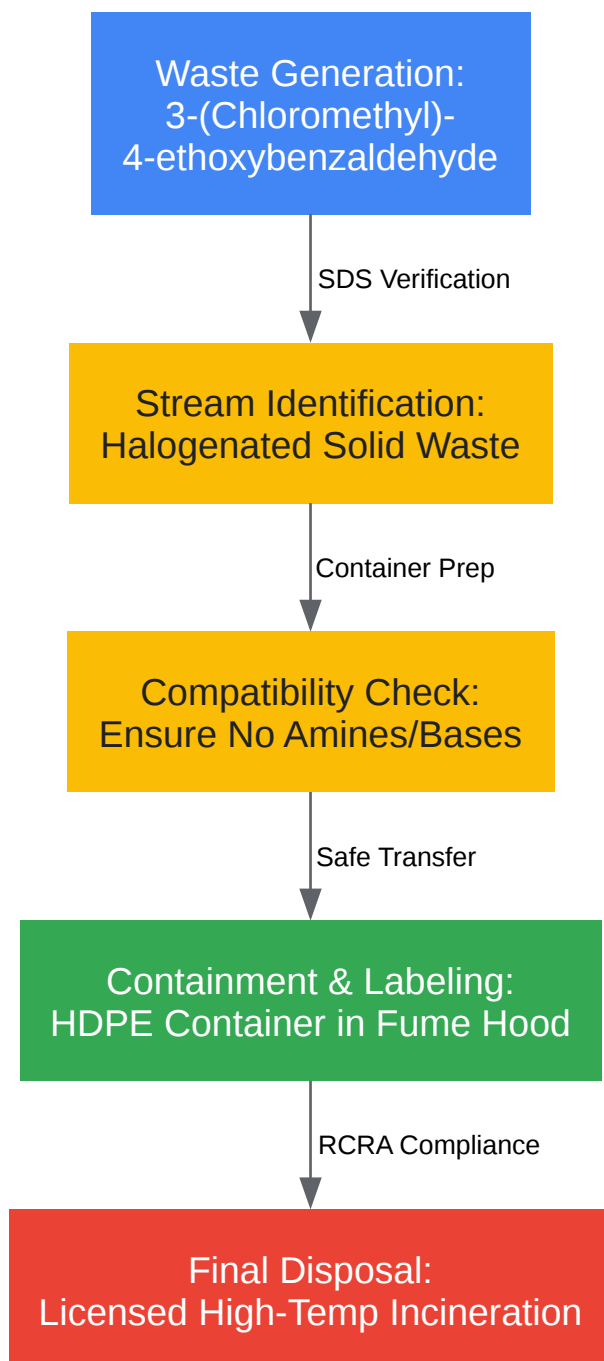 Waste Generation:
3-(Chloromethyl)-
4-ethoxybenzaldehyde
SDS Verification
Stream Identification:
Halogenated Solid Waste
Container Prep
Compatibility Check:
Ensure No Amines/Bases
Safe Transfer
Containment & Labeling:
HDPE Container in Fume Hood
RCRA Compliance
Final Disposal:
Licensed High-Temp Incineration